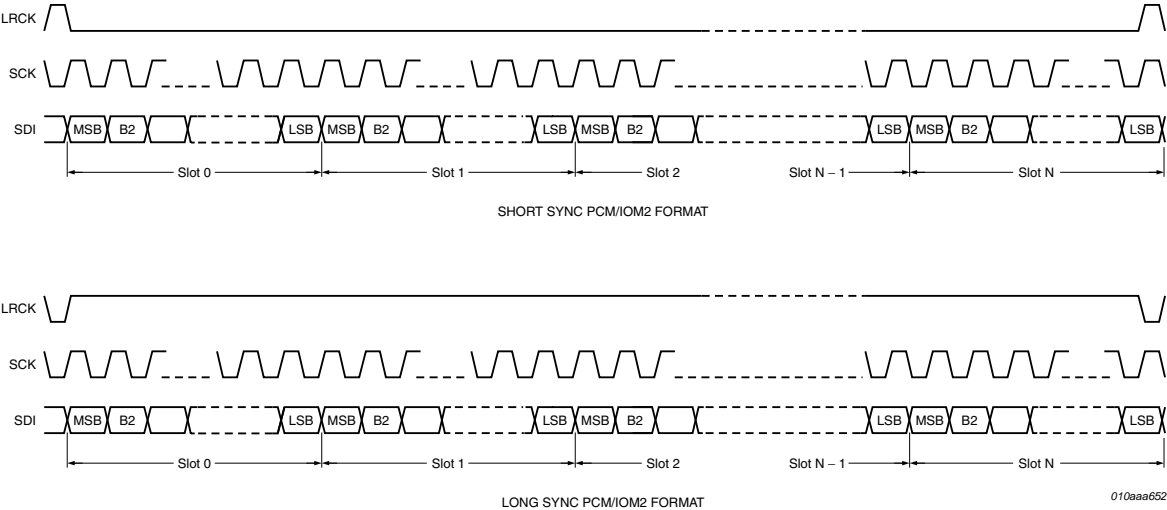 LRCK
SCK
SDI MSB B2 LSB MSB B2 LSB MSB B2 LSB MSB B2 LSB
Slot 0 Slot 1 Slot 2 Slot N − 1 Slot N
SHORT SYNC PCM/IOM2 FORMAT
LRCK
SCK
SDI MSB B2 LSB MSB B2 LSB MSB B2 LSB MSB B2 LSB
Slot 0 Slot 1 Slot 2 Slot N − 1 Slot N
LONG SYNC PCM/IOM2 FORMAT
010aaa652